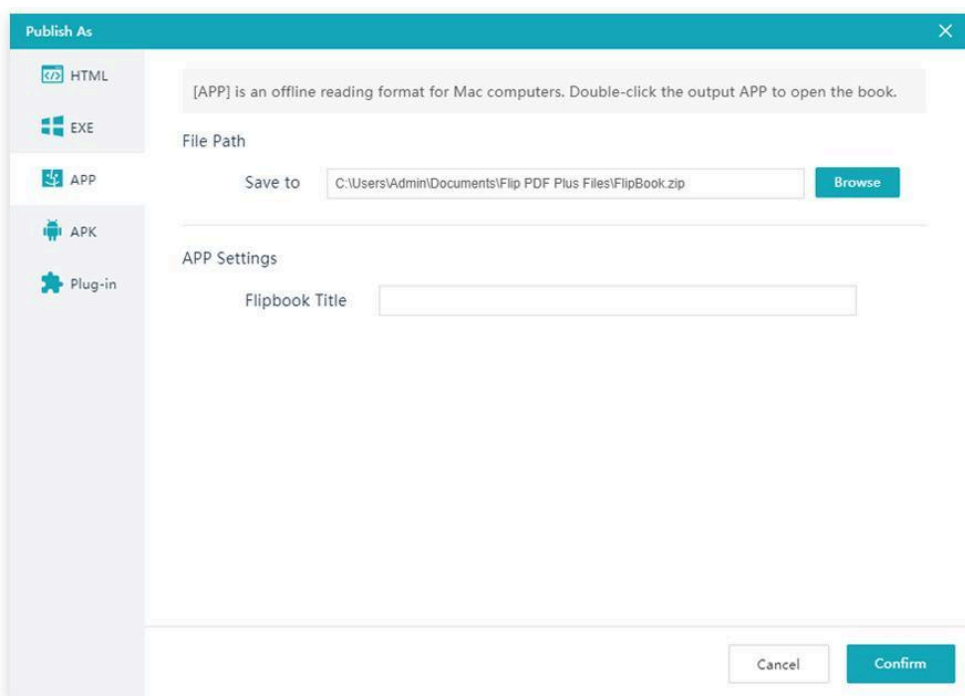 Publish As
HTML
EXE
APP
APK
Plug-in
[APP] is an offline reading format for Mac computers. Double-click the output APP to open the book.
File Path
Save to C:\Users\Admin\Documents\Flip PDF Plus Files\FlipBook.zip Browse
APP Settings
Flipbook Title
Cancel Confirm